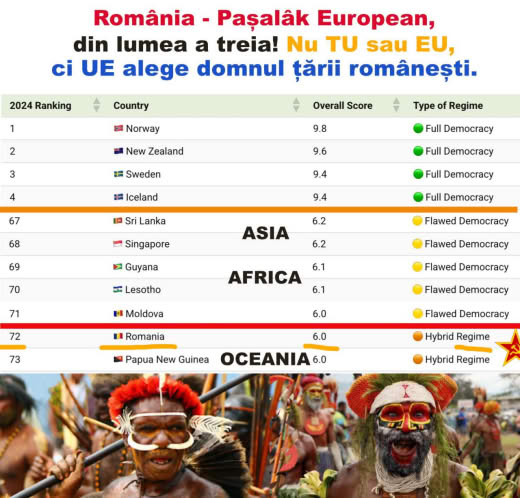 România - Pașalâk European,
din lumea a treia! Nu TU sau EU,
ci UE alege domnul țării românești.
2024 Ranking Country Overall Score Type of Regime
1 Norway 9.8 Full Democracy
2 New Zealand 9.6 Full Democracy
3 Sweden 9.4 Full Democracy
4 Iceland 9.4 Full Democracy
67 Sri Lanka 6.2 Flawed Democracy
ASIA
68 Singapore 6.2 Flawed Democracy
69 Guyana 6.1 Flawed Democracy
AFRICA
70 Lesotho 6.1 Flawed Democracy
71 Moldova 6.0 Flawed Democracy
72 Romania 6.0 Hybrid Regime
73 Papua New Guinea OCEANIA 6.0 Hybrid Regime